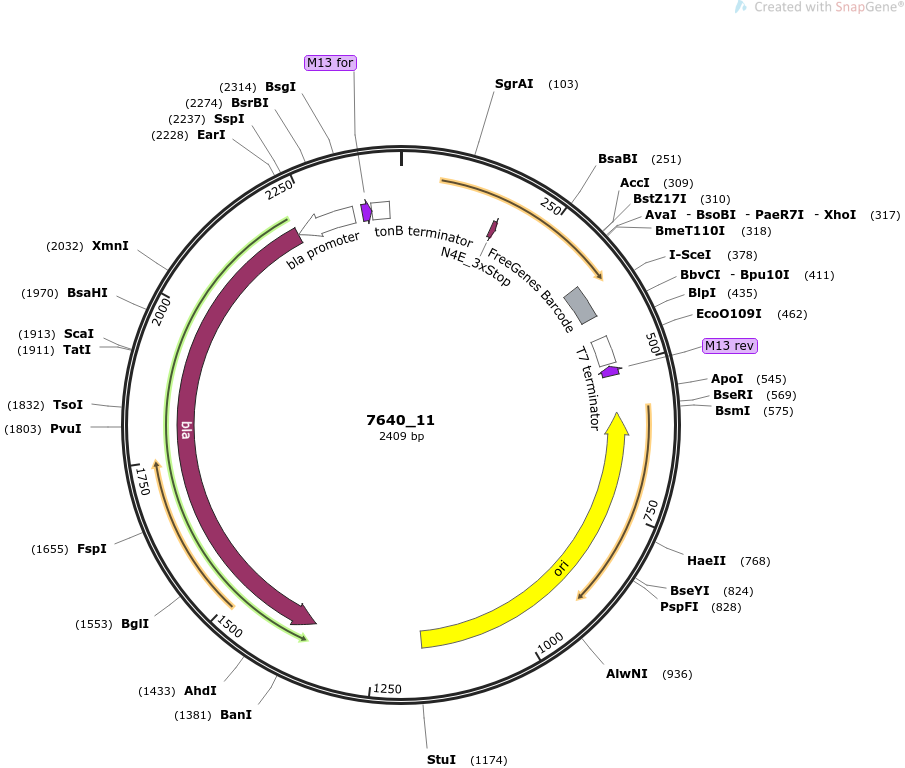 Created with SnapGene®
M13 for
(2314) BsgI
(2274) BsrBI
(2237) SspI
(2228) EarI
SgrAI (103)
BsaBI (251)
AccI (309)
BstZ17I (310)
AvaI - BsoBI - PaeR7I - XhoI (317)
BmeT110I (318)
I-SceI (378)
BbvCI - Bpu10I (411)
BlpI (435)
EcoO109I (462)
M13 rev
ApoI (545)
BseRI (569)
BsmI (575)
HaeII (768)
BseYI (824)
PspFI (828)
AlwNI (936)
StuI (1174)
(2032) XmnI
(1970) BsaHI
(1913) ScaI
(1911) TatI
(1832) TsoI
(1803) PvuI
(1655) FspI
(1553) BglI
(1433) AhdI
(1381) BanI
2250
250
2000
500
1750
750
1500
1000
1250
bla promoter
tonB terminator
N4E_3xStop
FreeGenes Barcode
T7 terminator
bla
ori
7640_11
2409 bp